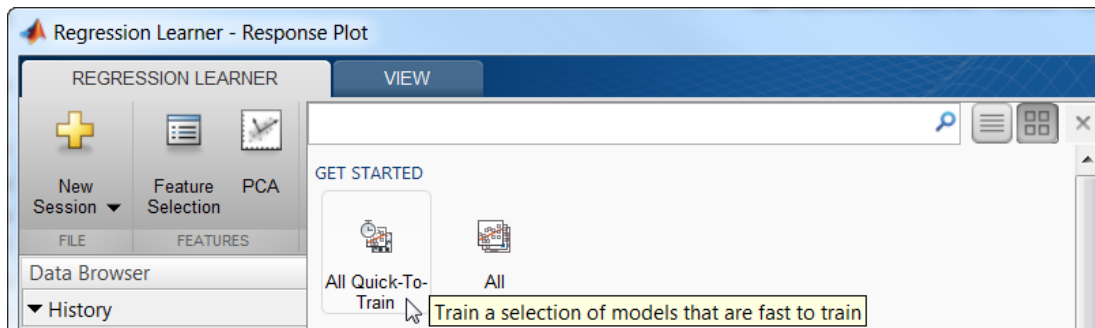 Regression Learner - Response Plot
REGRESSION LEARNER
VIEW
New
Session
Feature
Selection
PCA
FILE
FEATURES
GET STARTED
All Quick-To-
Train
All
Train a selection of models that are fast to train
Data Browser
History